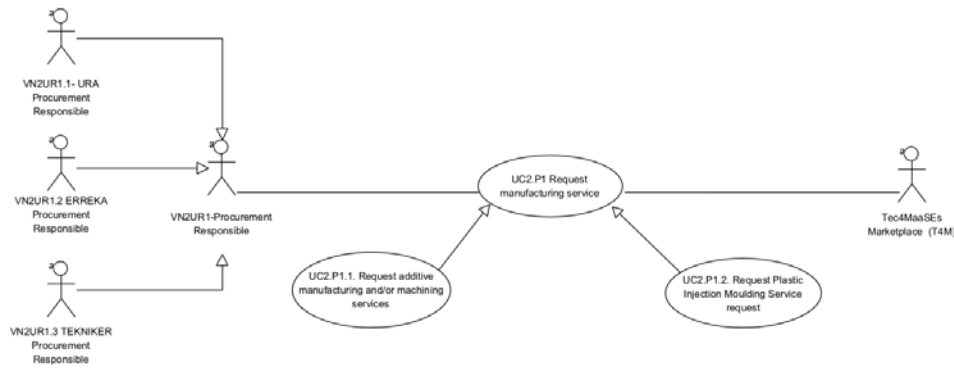 VN2UR1.1- URA
Procurement
Responsible
VN2UR1.2 ERREKA
Procurement
Responsible
VN2UR1-Procurement
Responsible
UC2.P1 Request
manufacturing service
Tec4MaaSEs
Marketplace (T4M)
UC2.P1.1. Request additive
manufacturing and/or machining
services
UC2.P1.2. Request Plastic
Injection Moulding Service
request
VN2UR1.3 TEKNIKER
Procurement
Responsible